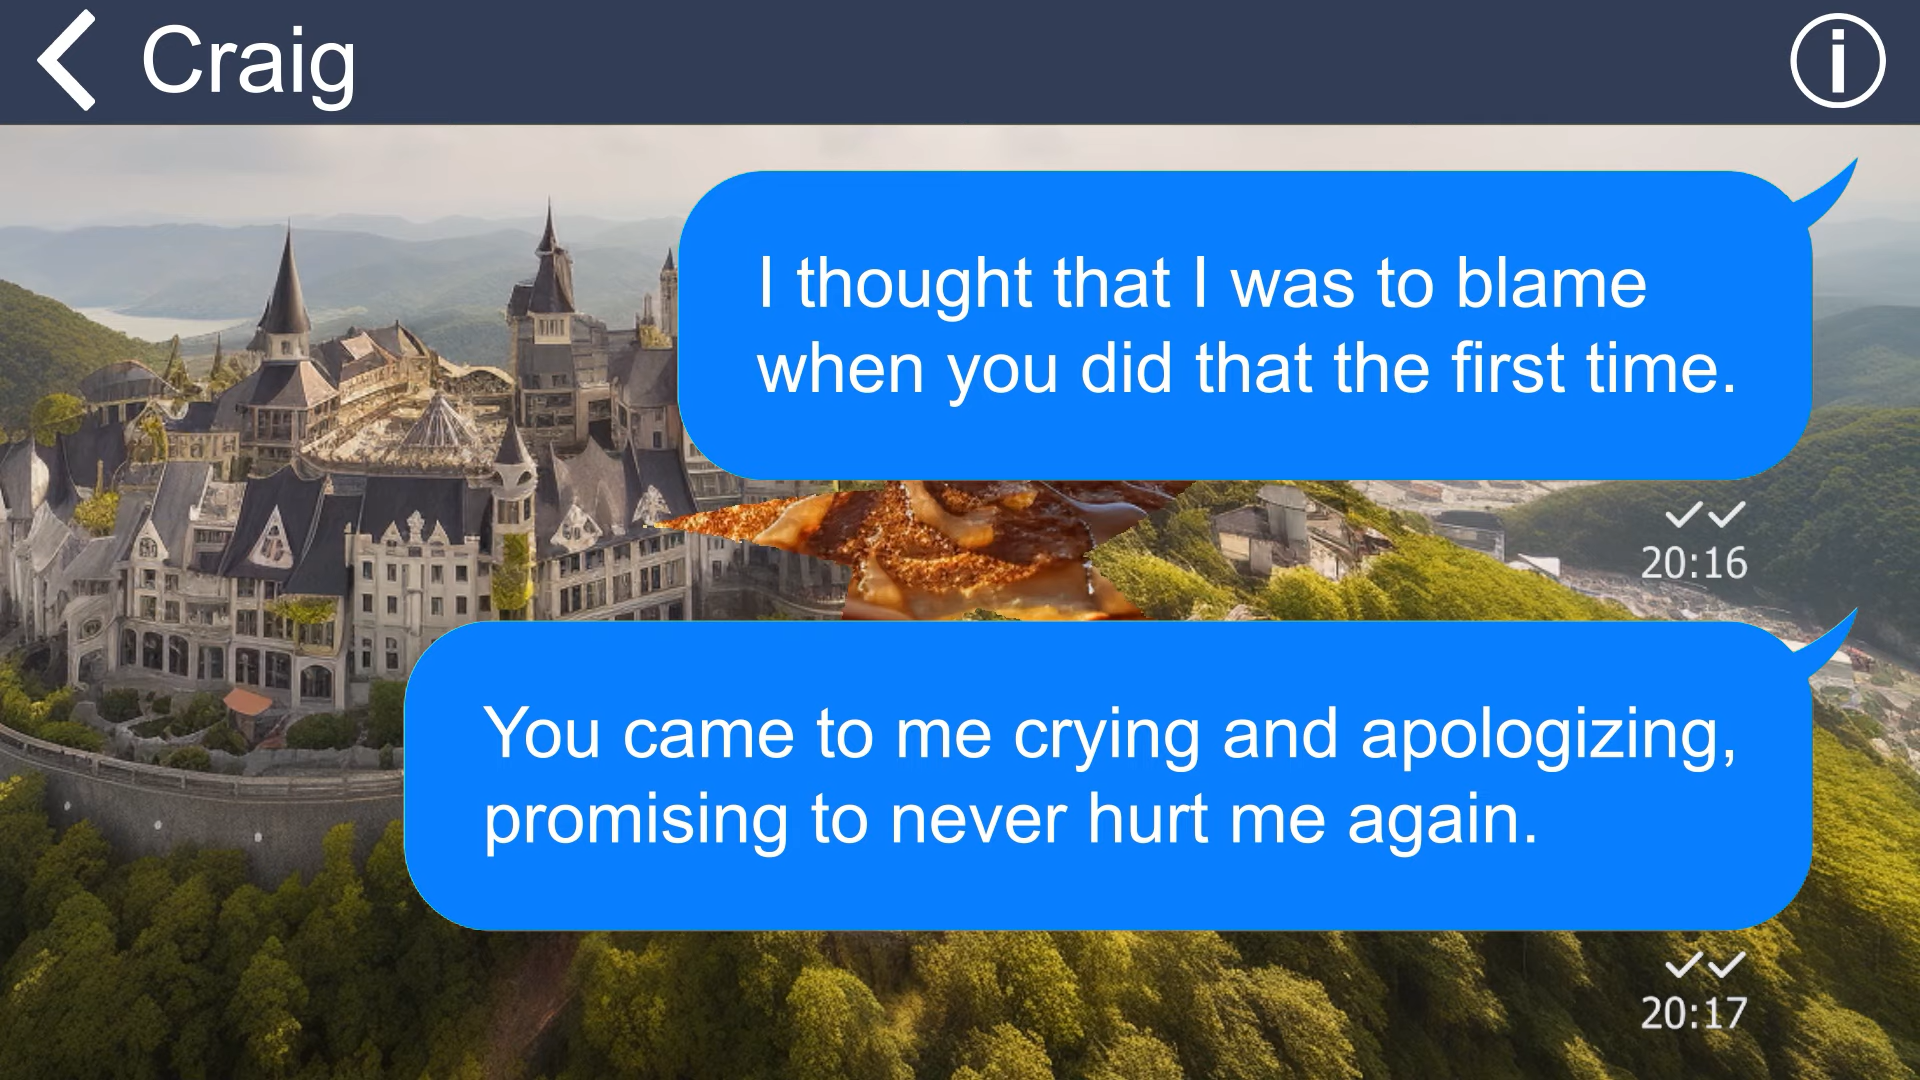 Craig
I thought that I was to blame
when you did that the first time.
20:16
You came to me crying and apologizing,
promising to never hurt me again.
20:17